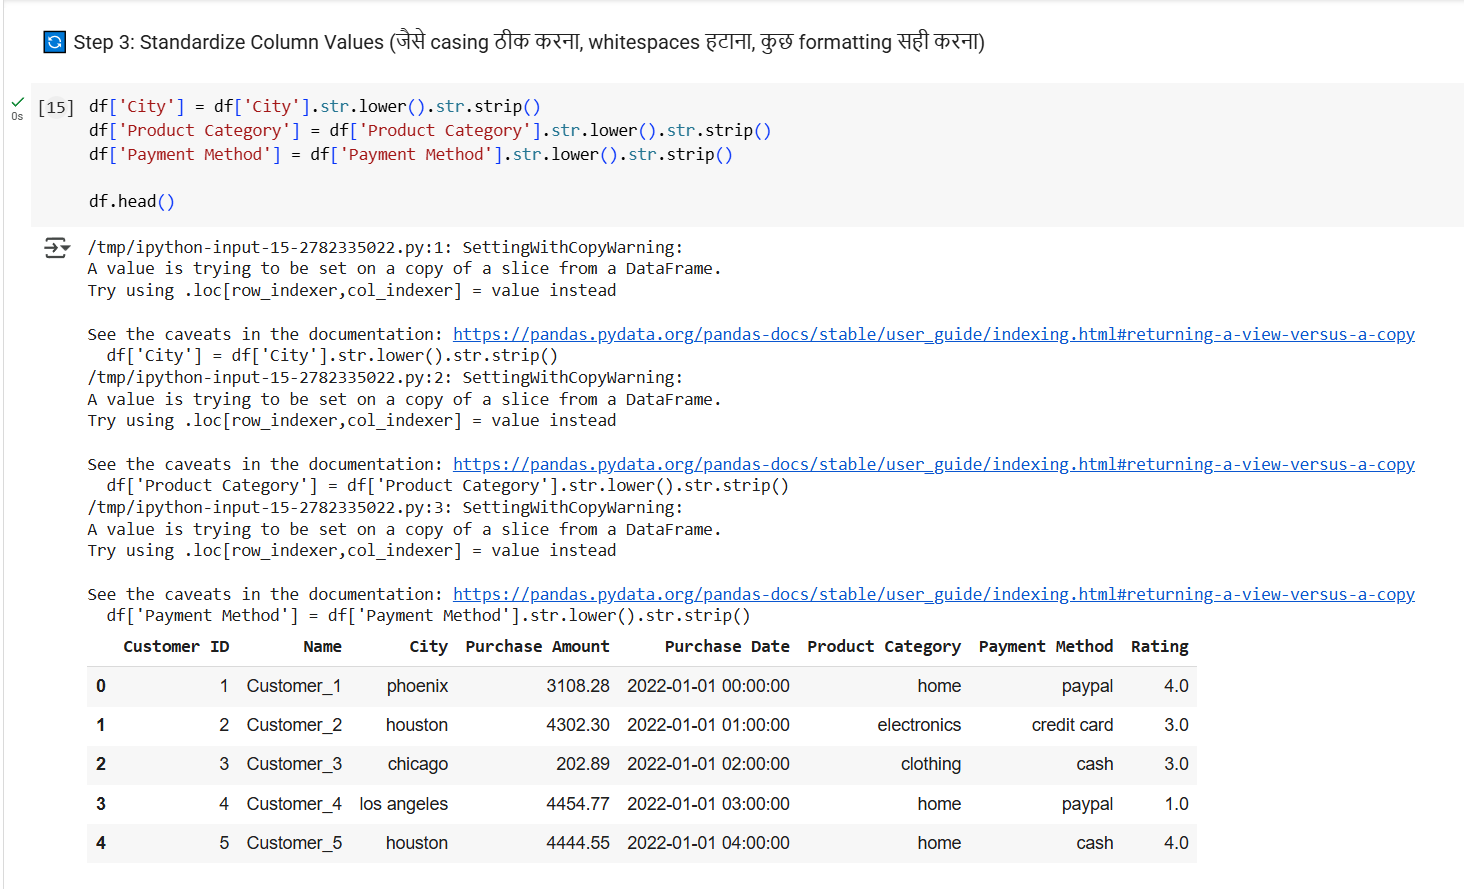 Step 3: Standardize Column Values (जैसे casing ठीक करना, whitespaces हटाना, कुछ formatting सही करना)
[15] df['City'] = df['City'].str.lower().str.strip()
0s
df['Product Category'] = df['Product Category'].str.lower().str.strip()
df['Payment Method'] = df['Payment Method'].str.lower().str.strip()
df.head()
/tmp/ipython-input-15-2782335022.py:1: SettingWithCopyWarning:
A value is trying to be set on a copy of a slice from a DataFrame.
Try using .loc[row_indexer,col_indexer] = value instead
See the caveats in the documentation: https://pandas.pydata.org/pandas-docs/stable/user_guide/indexing.html#returning-a-view-versus-a-copy
df['City'] = df['City'].str.lower().str.strip()
/tmp/ipython-input-15-2782335022.py:2: SettingWithCopyWarning:
A value is trying to be set on a copy of a slice from a DataFrame.
Try using .loc[row_indexer,col_indexer] = value instead
See the caveats in the documentation: https://pandas.pydata.org/pandas-docs/stable/user_guide/indexing.html#returning-a-view-versus-a-copy
df['Product Category'] = df['Product Category'].str.lower().str.strip()
/tmp/ipython-input-15-2782335022.py:3: SettingWithCopyWarning:
A value is trying to be set on a copy of a slice from a DataFrame.
Try using .loc[row_indexer,col_indexer] = value instead
See the caveats in the documentation: https://pandas.pydata.org/pandas-docs/stable/user_guide/indexing.html#returning-a-view-versus-a-copy
df['Payment Method'] = df['Payment Method'].str.lower().str.strip()
Customer ID Name City Purchase Amount Purchase Date Product Category Payment Method Rating
0 1 Customer_1 phoenix 3108.28 2022-01-01 00:00:00 home paypal 4.0
1 2 Customer_2 houston 4302.30 2022-01-01 01:00:00 electronics credit card 3.0
2 3 Customer_3 chicago 202.89 2022-01-01 02:00:00 clothing cash 3.0
3 4 Customer_4 los angeles 4454.77 2022-01-01 03:00:00 home paypal 1.0
4 5 Customer_5 houston 4444.55 2022-01-01 04:00:00 home cash 4.0